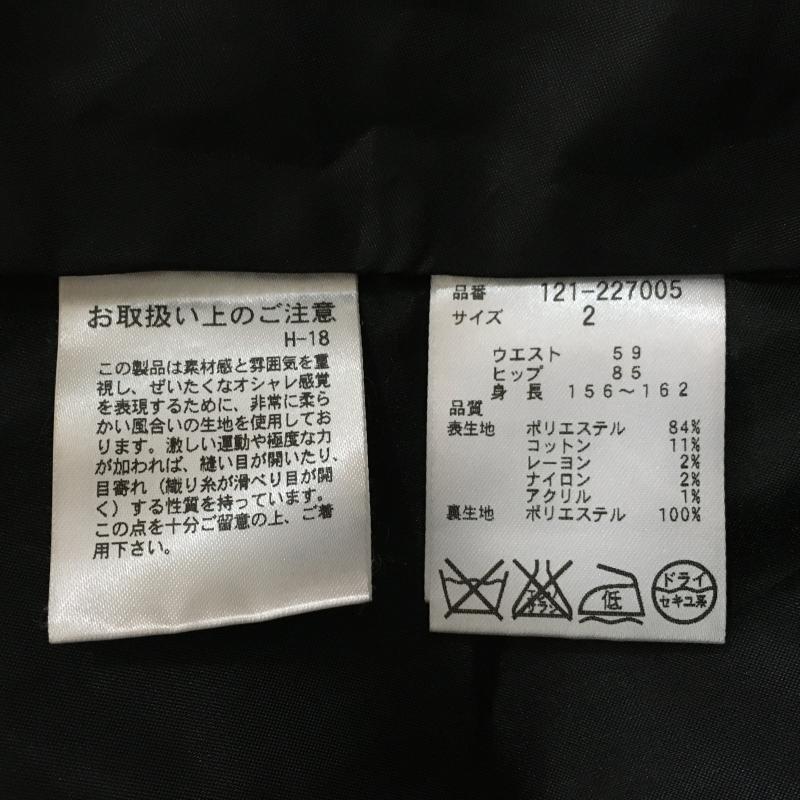 お取扱い上のご注意
H-18
この製品は素材感と雰囲気を重
視し、ぜいたくなオシャレ感覚
を表現するために、非常に柔ら
かい風合いの生地を使用してお
ります。激しい運動や極度な力
が加われば、縫い目が開いたり、
目寄れ（織り糸が滑べり目が開
く）する性質を持っています。
この点を十分ご留意の上、ご着
用下さい。
品番 121-227005
サイズ 2
ウエスト 59
ヒップ 85
身 長 156～162
品質
表生地 ポリエステル 84%
コットン 11%
レーヨン 2%
ナイロン 2%
アクリル 1%
裏生地 ポリエステル 100%
エンソ
サラシ
低
ドライ
セキユ系